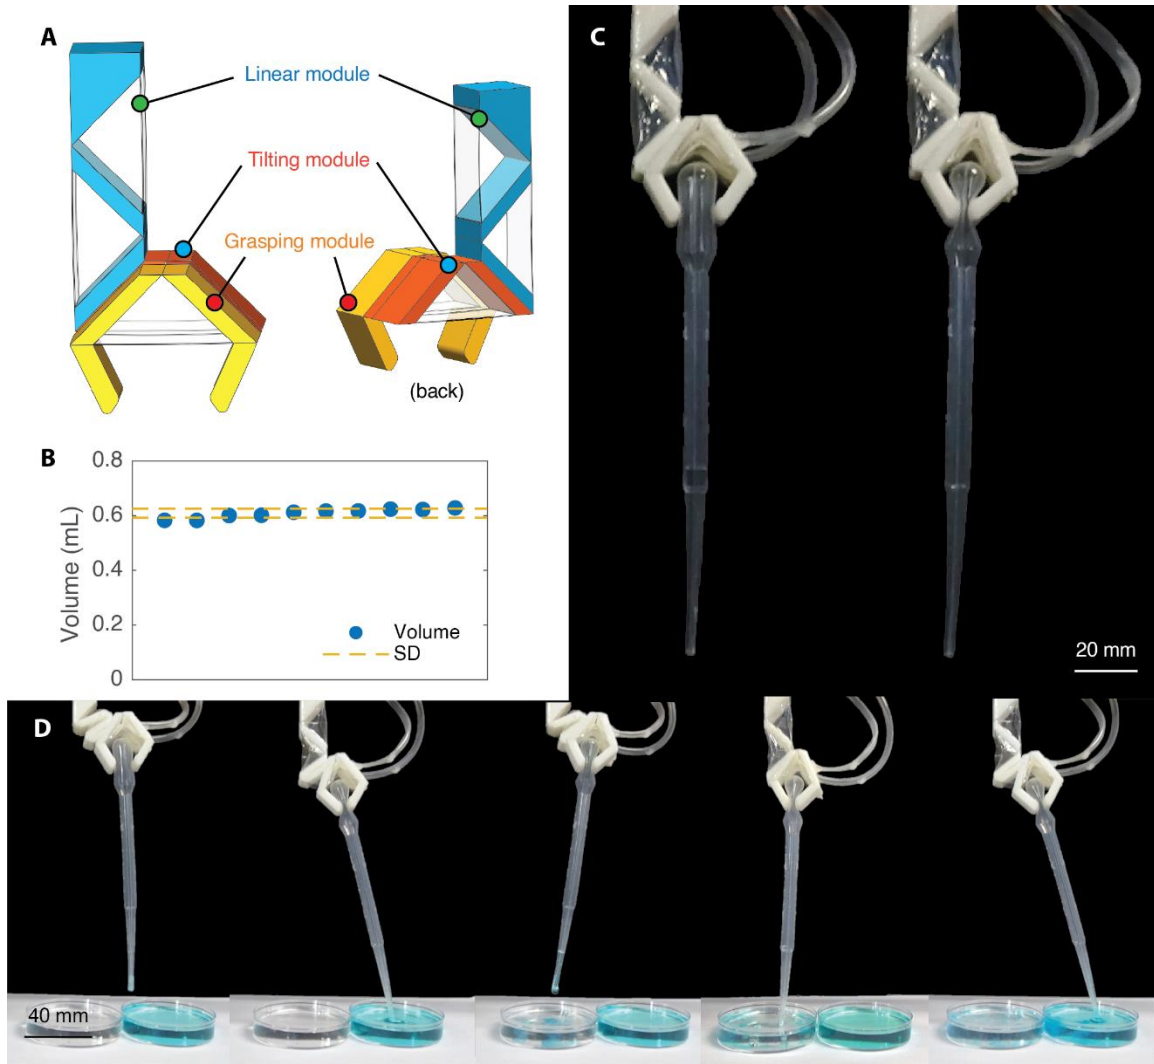 A
Linear module
Tilting module
Grasping module
(back)
B
0.8
0.6
0.4
0.2
0
Volume (mL)
Volume
SD
C
20 mm
D
40 mm